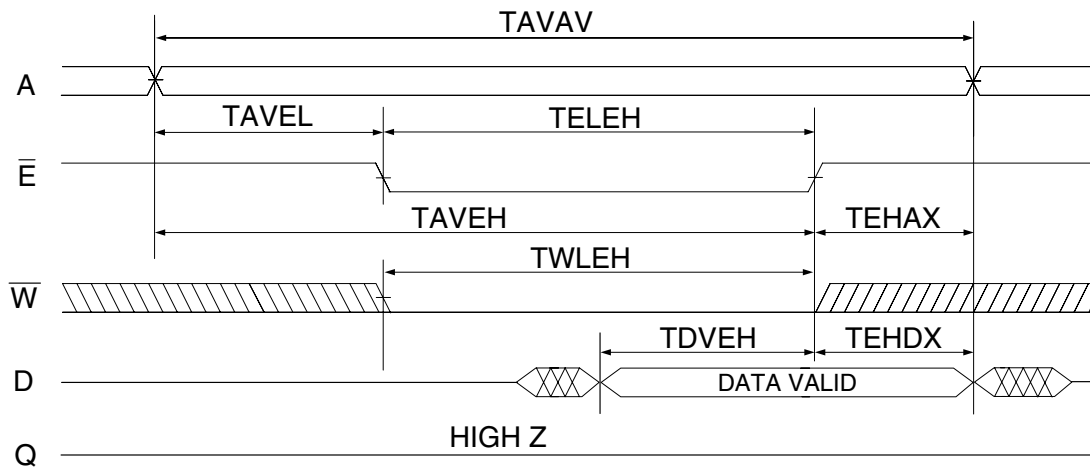 TAVAV
A
TAVEL TELEH
E̅
TAVEH TEHAX
TWLEH
W̅
TDVEH TEHDX
D DATA VALID
HIGH Z
Q